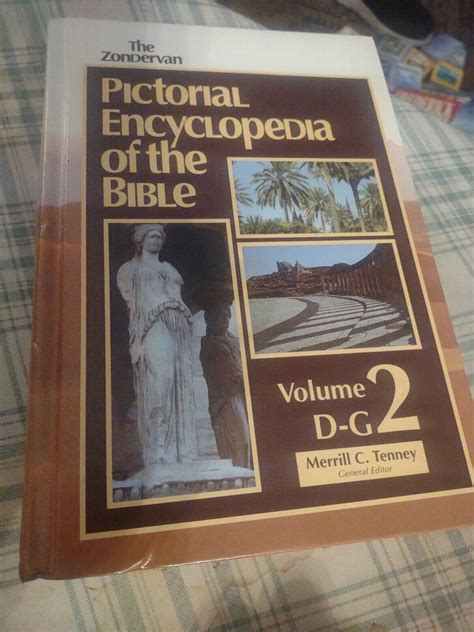 The
Zondervan
Pictorial
Encyclopedia
of the
Bible
Volume 2
D-G
Merrill C. Tenney
General Editor